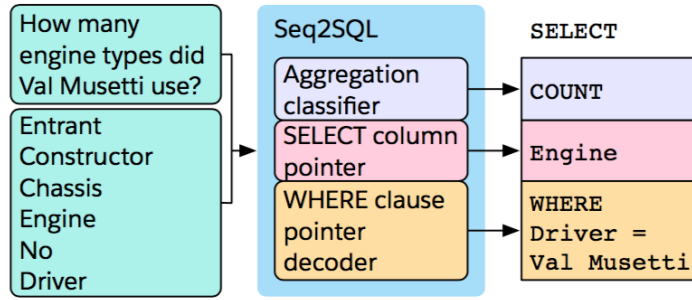 How many
engine types did
Val Musetti use?
Entrant
Constructor
Chassis
Engine
No
Driver
Seq2SQL
Aggregation
classifier
SELECT column
pointer
WHERE clause
pointer
decoder
SELECT
COUNT
Engine
WHERE
Driver =
Val Musetti